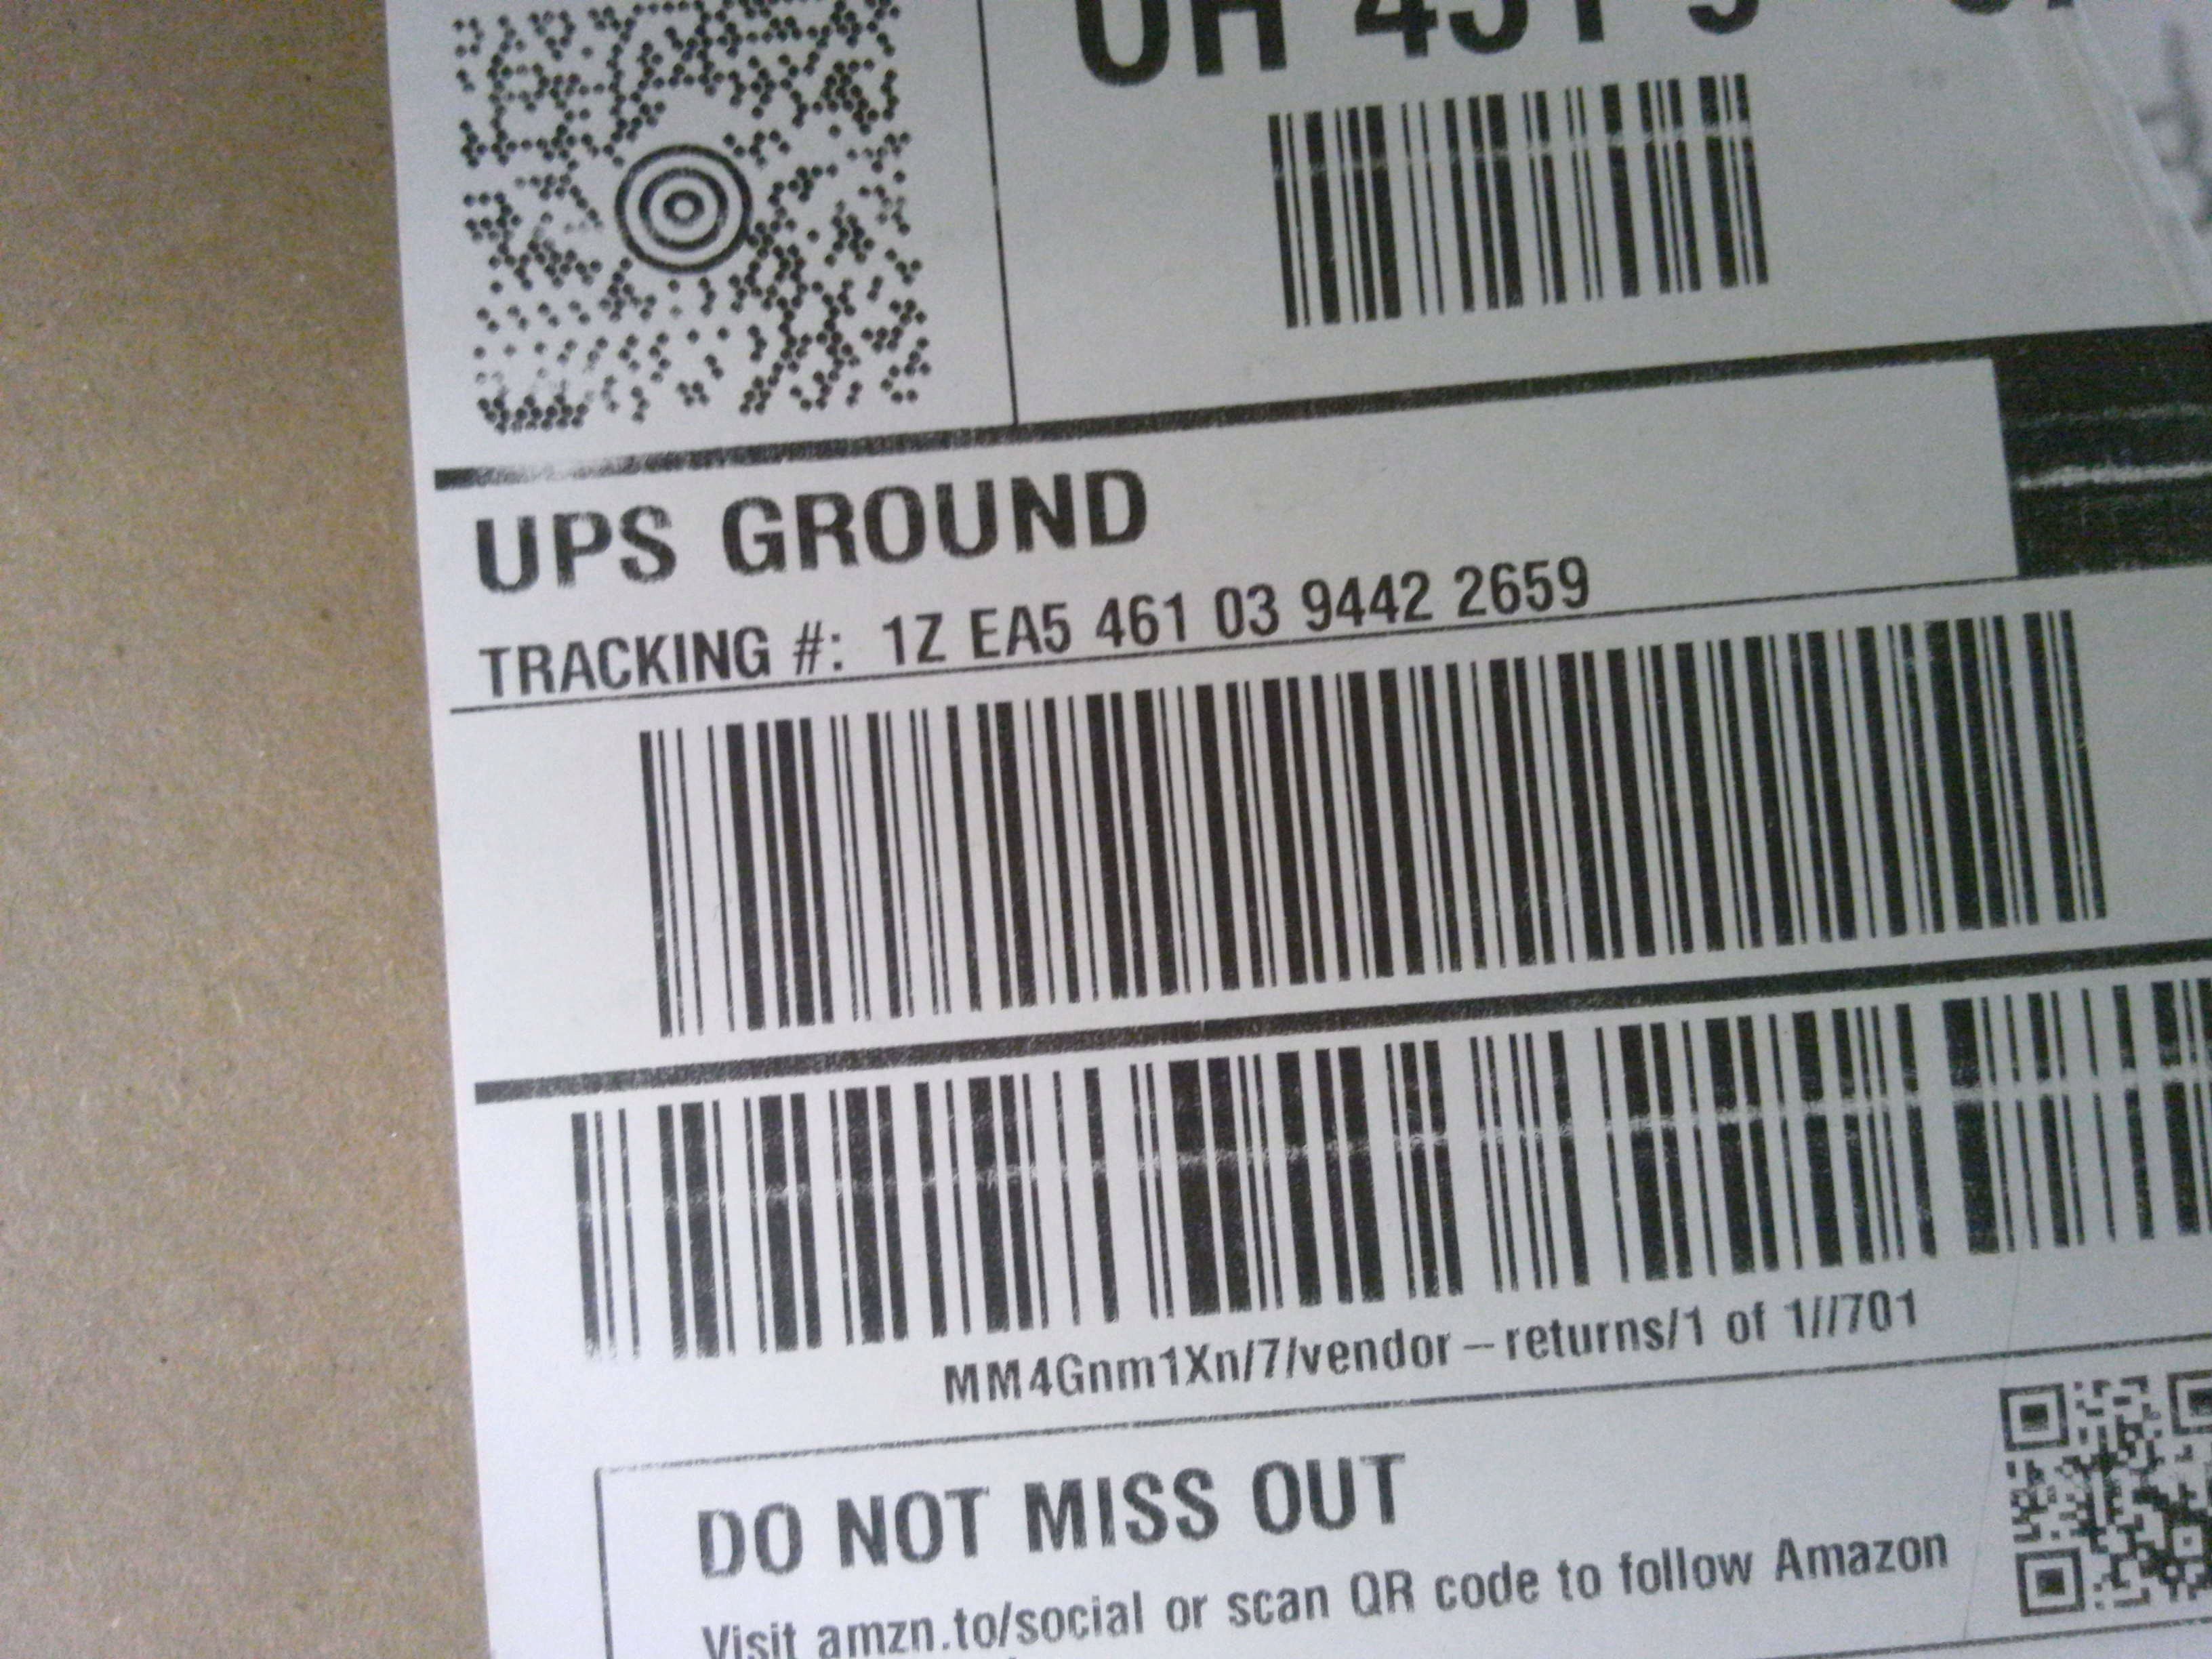 UPS GROUND
TRACKING #: 1Z EA5 461 03 9442 2659
MM4Gnm1Xn/7/vendor-returns/1 of 1//701
DO NOT MISS OUT
Visit amzn.to/social or scan QR code to follow Amazon